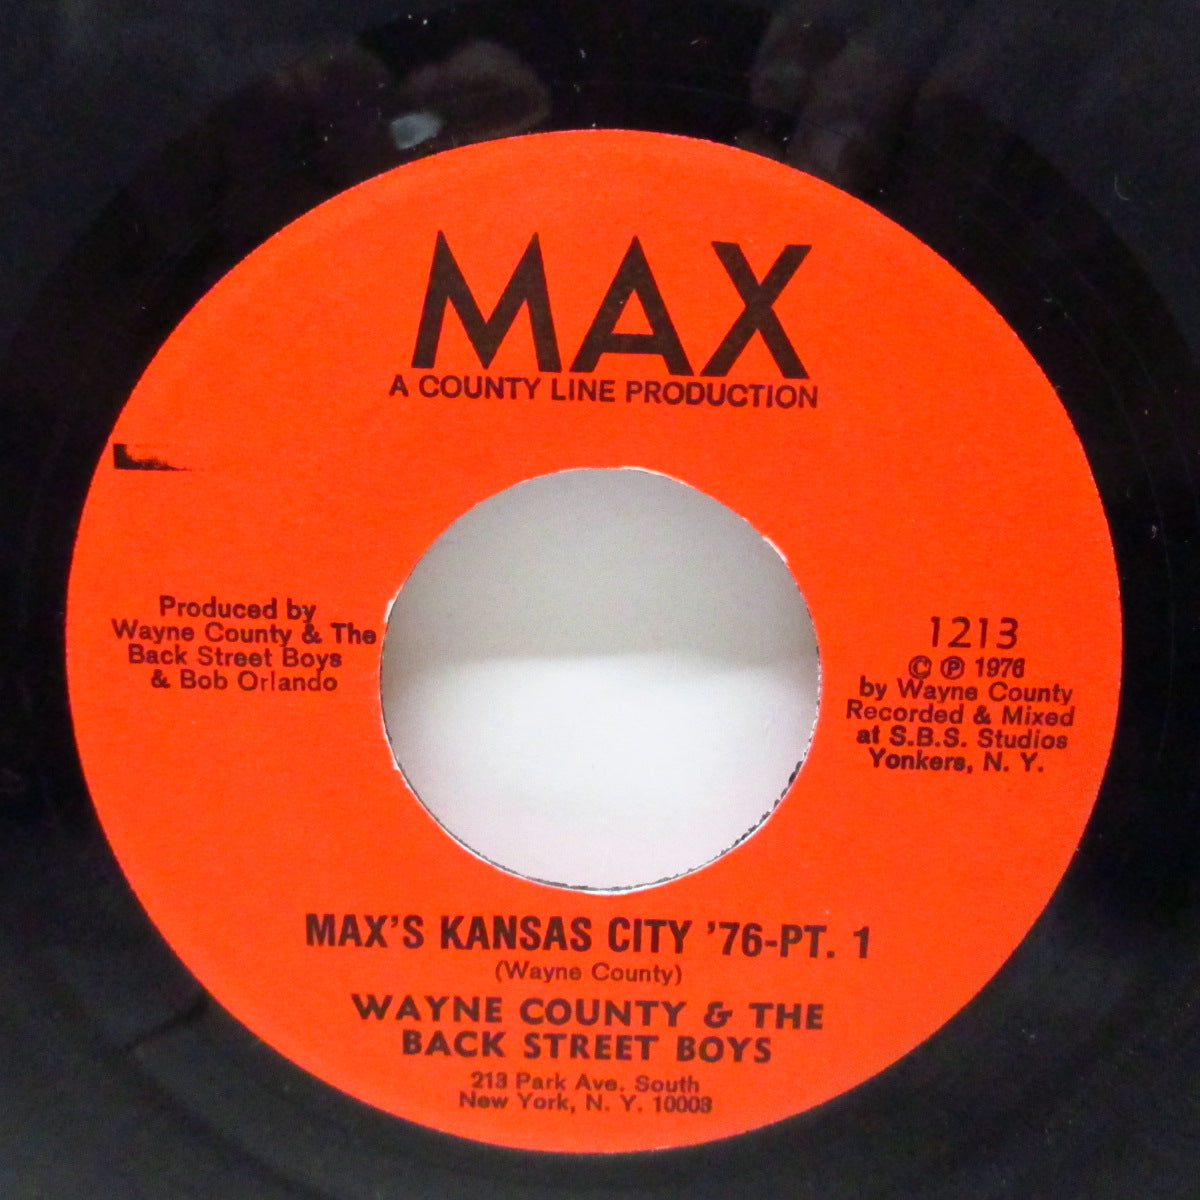 MAX
A COUNTY LINE PRODUCTION
Produced by
Wayne County & The
Back Street Boys
& Bob Orlando
1213
© ℗ 1976
by Wayne County
Recorded & Mixed
at S.B.S. Studios
Yonkers, N. Y.
MAX'S KANSAS CITY '76-PT. 1
(Wayne County)
WAYNE COUNTY & THE
BACK STREET BOYS
213 Park Ave. South
New York, N. Y. 10003